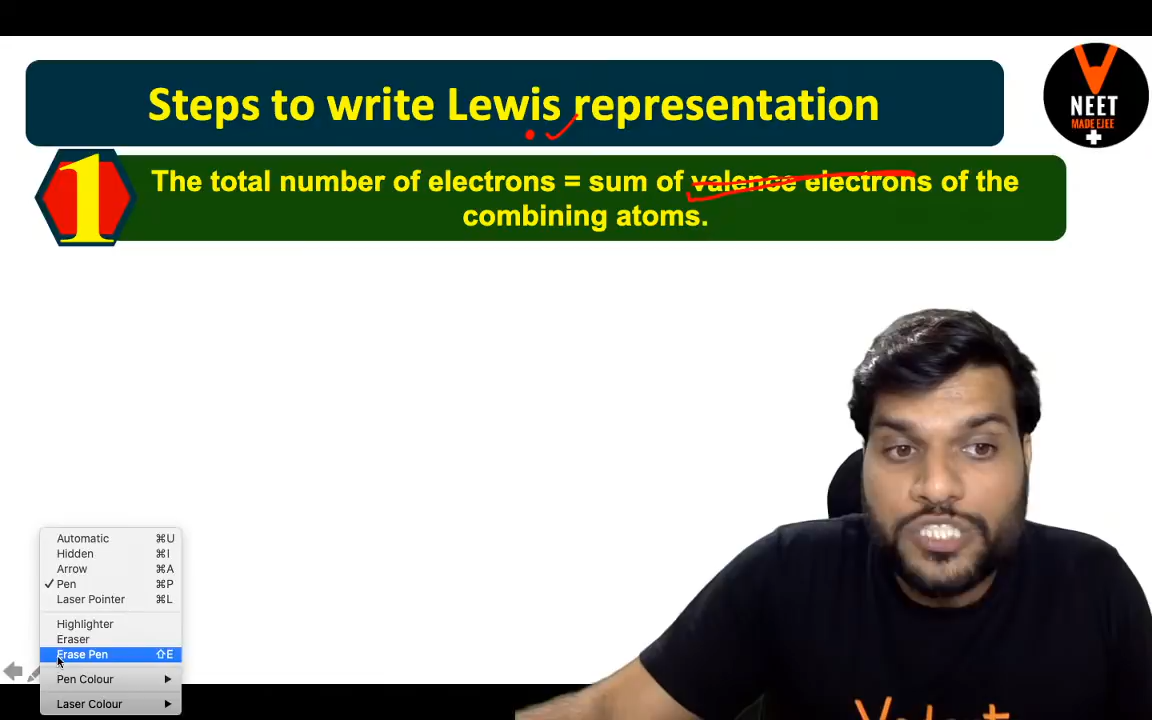 Steps to write Lewis representation
NEET
MADE EJEE
1
The total number of electrons = sum of valence electrons of the
combining atoms.
Automatic ⌘U
Hidden ⌘I
Arrow ⌘A
✓ Pen ⌘P
Laser Pointer ⌘L
Highlighter
Eraser
Erase Pen ⇧E
Pen Colour
Laser Colour